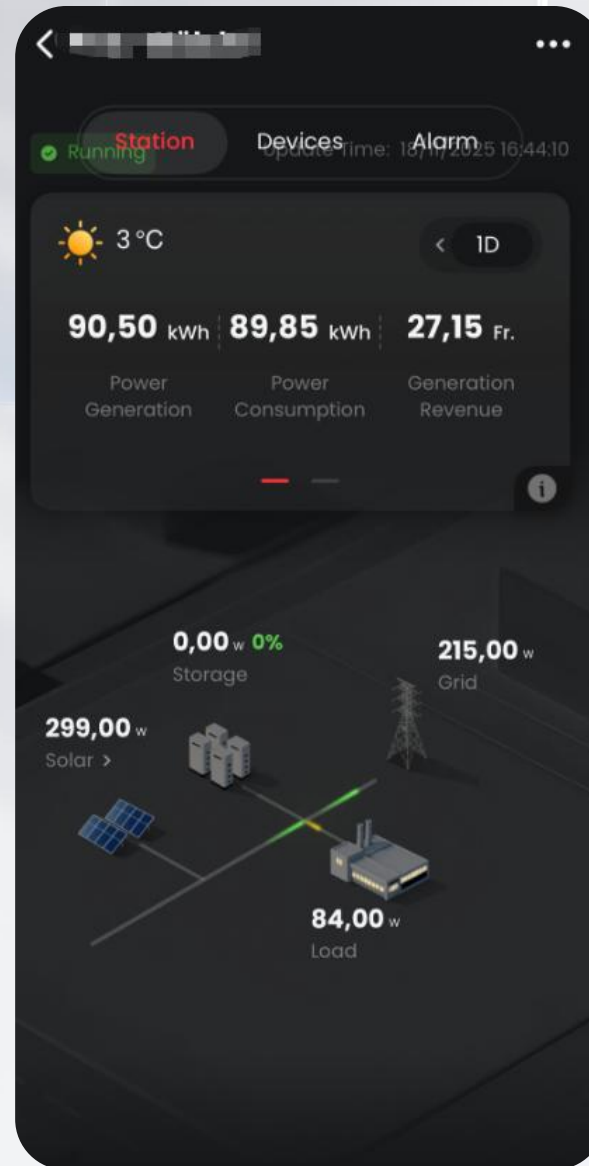 Station Devices Alarm
Running Update Time: 18/11/2025 16:44:10
3 °C
< 1D
90,50 kWh 89,85 kWh 27,15 Fr.
Power Power Generation
Generation Consumption Revenue
0,00 w 0%
Storage
215,00 w
Grid
299,00 w
Solar >
84,00 w
Load